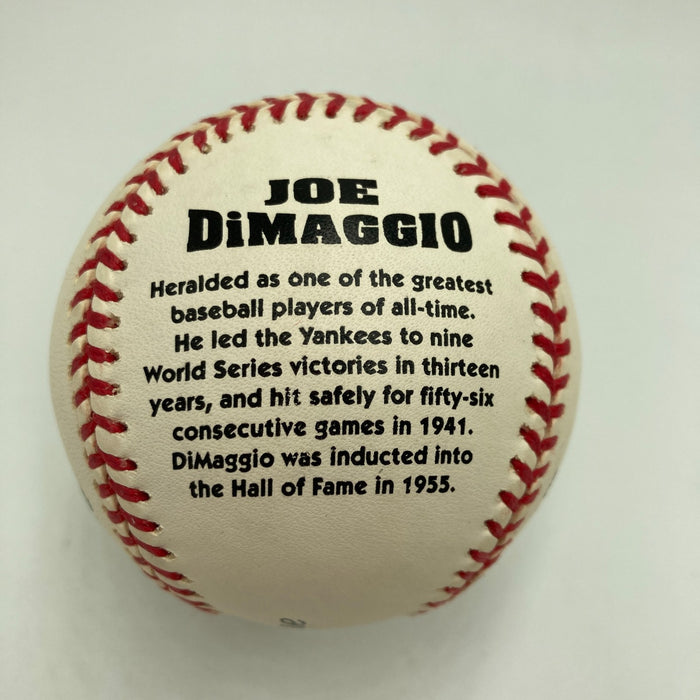 JOE
DiMAGGIO
Heralded as one of the greatest
baseball players of all-time.
He led the Yankees to nine
World Series victories in thirteen
years, and hit safely for fifty-six
consecutive games in 1941.
DiMaggio was inducted into
the Hall of Fame in 1955.